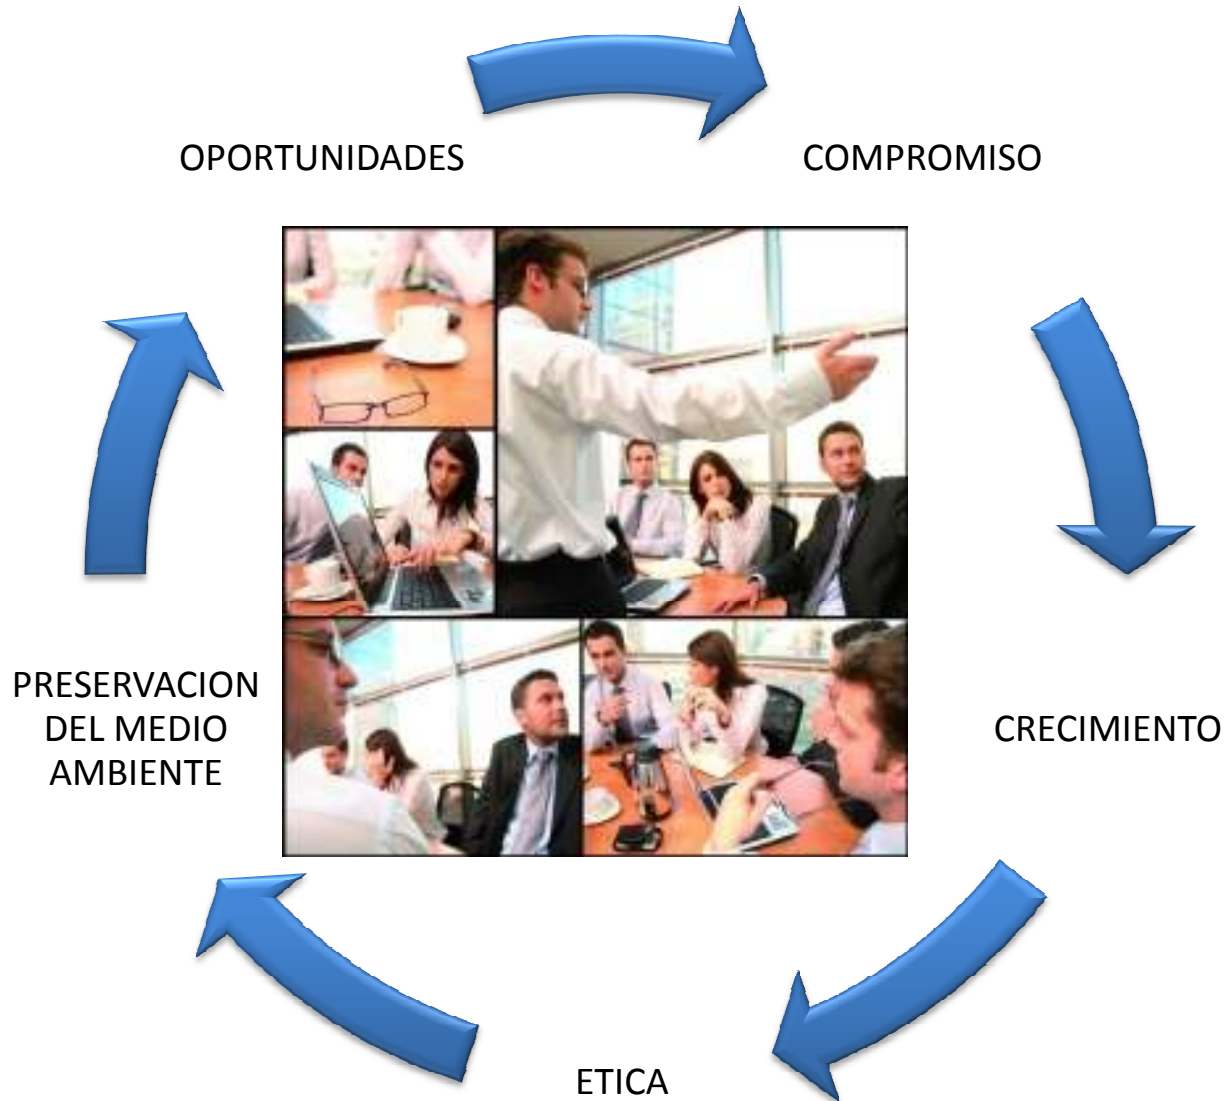 OPORTUNIDADES
COMPROMISO
CRECIMIENTO
ETICA
PRESERVACION
DEL MEDIO
AMBIENTE